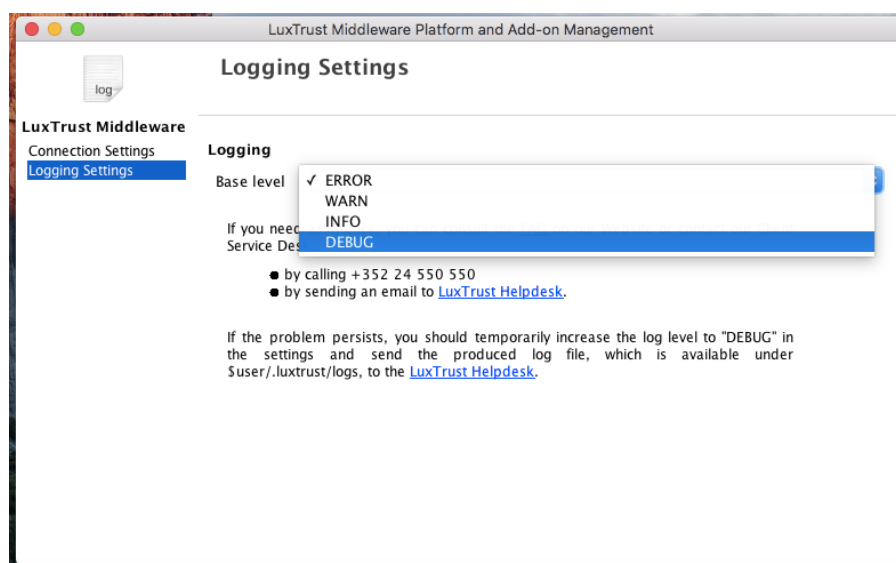 LuxTrust Middleware Platform and Add-on Management
log
Logging Settings
LuxTrust Middleware
Connection Settings
Logging Settings
Logging
Base level ✓ ERROR
WARN
INFO
DEBUG
If you need
Service Des
by calling +352 24 550 550
by sending an email to LuxTrust Helpdesk.
If the problem persists, you should temporarily increase the log level to "DEBUG" in
the settings and send the produced log file, which is available under
$user/.luxtrust/logs, to the LuxTrust Helpdesk.